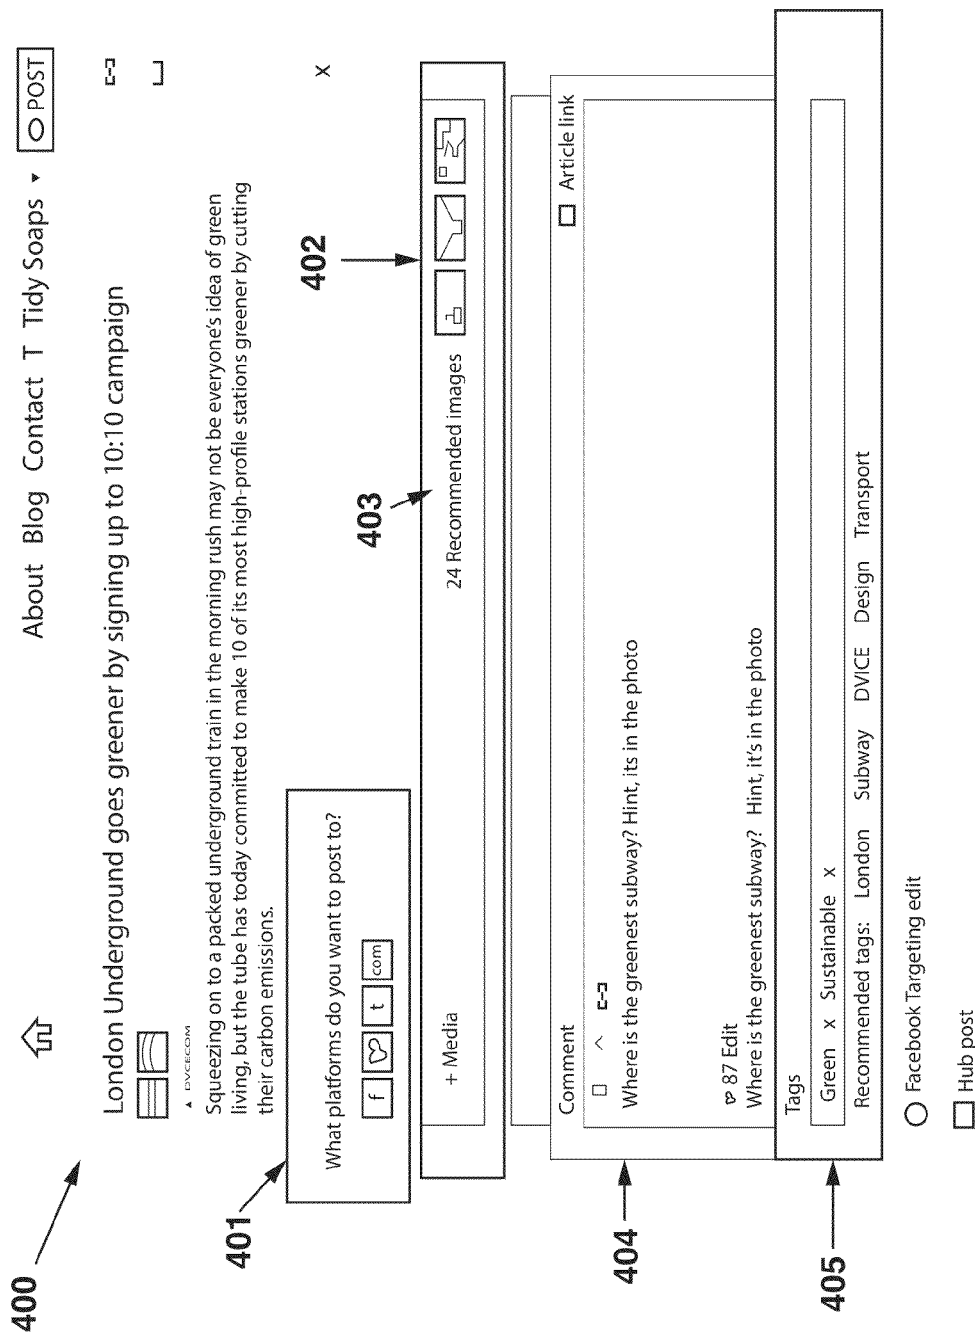 400
About Blog Contact T Tidy Soaps ▾ POST
London Underground goes greener by signing up to 10:10 campaign
▲ DVCECOM
Squeezing on to a packed underground train in the morning rush may not be everyone's idea of green
living, but the tube has today committed to make 10 of its most high-profile stations greener by cutting
their carbon emissions.
401
What platforms do you want to post to?
f t com
x
402
403
+ Media
24 Recommended images
404
Comment
Article link
Where is the greenest subway? Hint, its in the photo
87 Edit
Where is the greenest subway? Hint, it's in the photo
405
Tags
Green x Sustainable x
Recommended tags: London Subway DVICE Design Transport
Facebook Targeting edit
Hub post